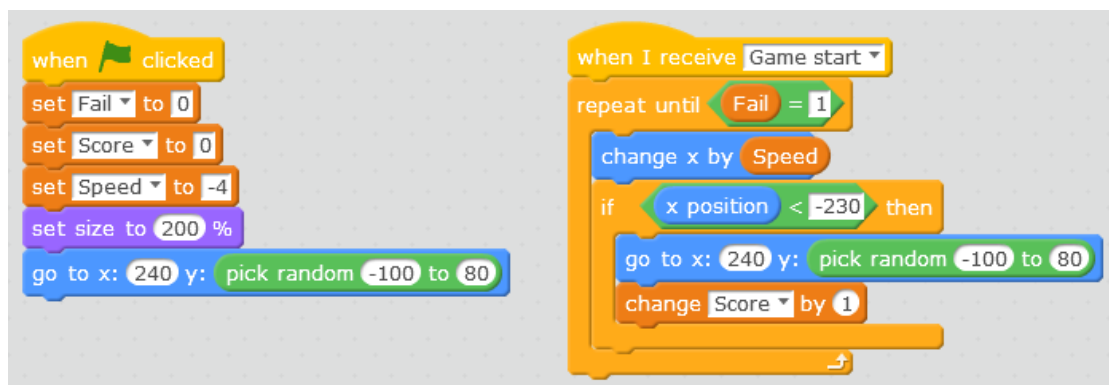 when clicked
set Fail to 0
set Score to 0
set Speed to -4
set size to 200 %
go to x: 240 y: pick random -100 to 80
when I receive Game start
repeat until Fail = 1
change x by Speed
if x position < -230 then
go to x: 240 y: pick random -100 to 80
change Score by 1